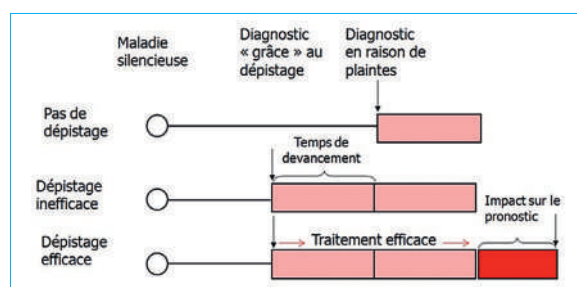 Maladie
silencieuse
Diagnostic
« grâce » au
dépistage
Diagnostic
en raison de
plaintes
Pas de
dépistage
Temps de
devancement
Dépistage
inefficace
Impact sur le
pronostic
Dépistage
efficace
Traitement efficace